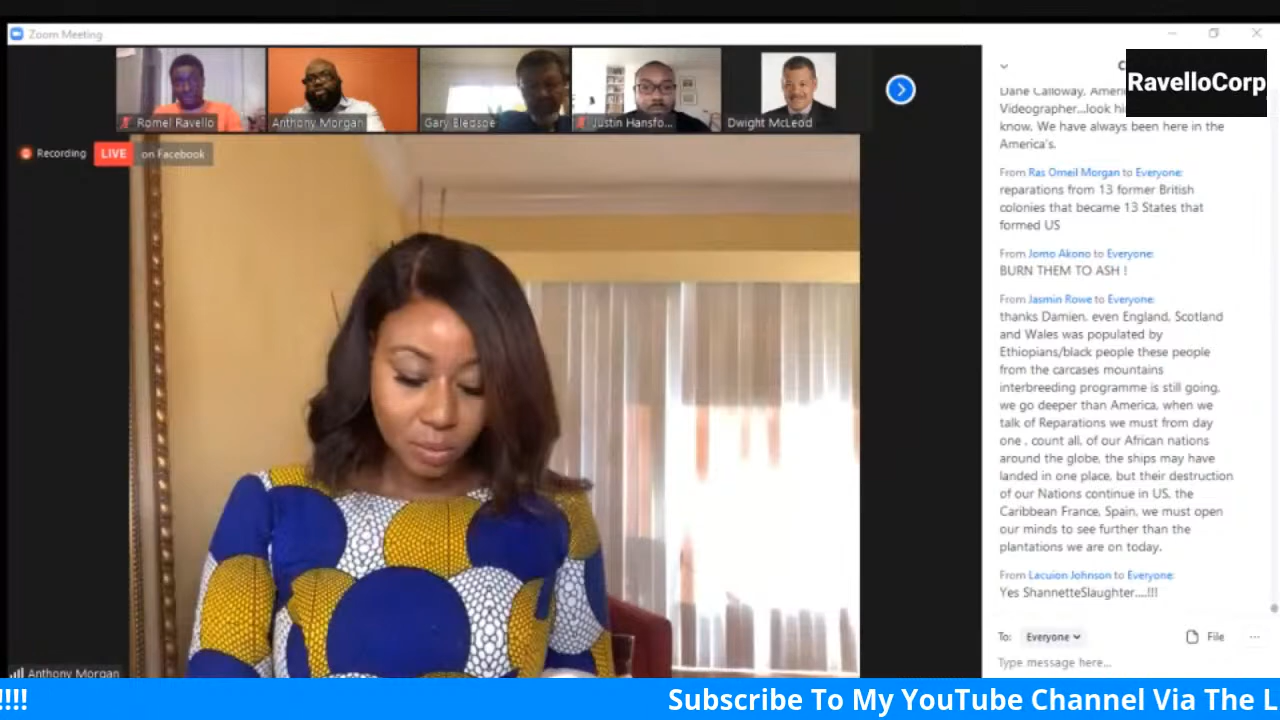 Zoom Meeting
Romel Ravello
Anthony Morgan
Gary Bledsoe
Justin Hansfo...
Dwight McLeod
Recording
LIVE
on Facebook
RavelloCorp
Dane Calloway, Ameri
Videographer...look hi
know. We have always been here in the
America's.
From Ras Omeil Morgan to Everyone:
reparations from 13 former British
colonies that became 13 States that
formed US
From Jomo Akono to Everyone:
BURN THEM TO ASH !
From Jasmin Rowe to Everyone:
thanks Damien. even England, Scotland
and Wales was populated by
Ethiopians/black people these people
from the carcases mountains
interbreeding programme is still going,
we go deeper than America, when we
talk of Reparations we must from day
one , count all, of our African nations
around the globe, the ships may have
landed in one place, but their destruction
of our Nations continue in US, the
Caribbean France, Spain, we must open
our minds to see further than the
plantations we are on today.
From Lacuion Johnson to Everyone:
Yes ShannetteSlaughter....!!!
To: Everyone
File
Type message here...
Anthony Morgan
!!!! Subscribe To My YouTube Channel Via The L